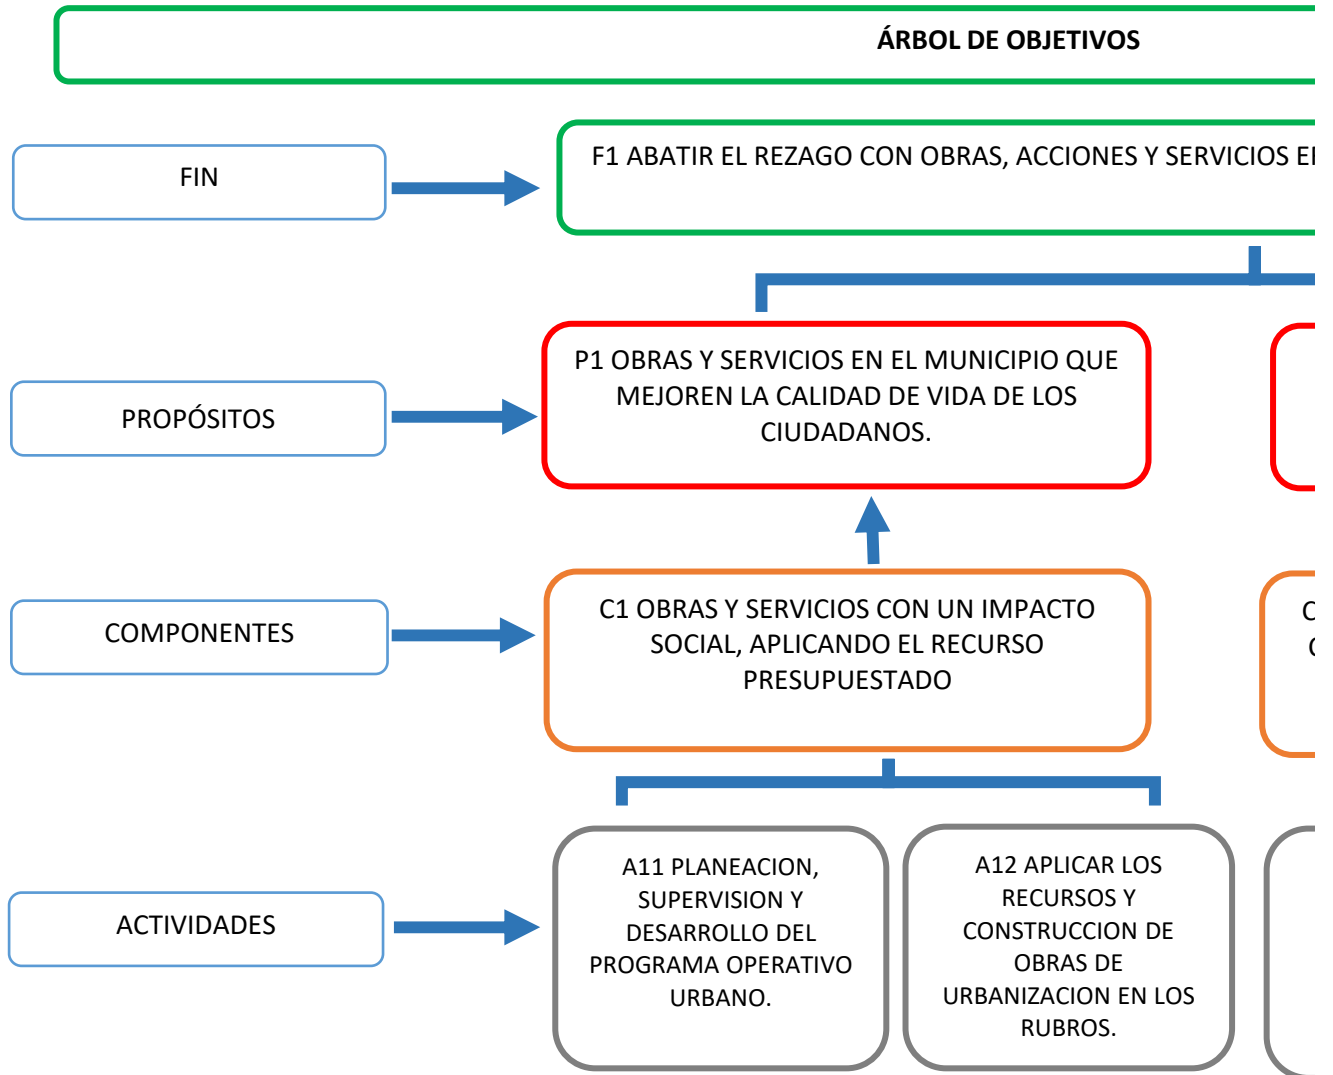 ÁRBOL DE OBJETIVOS
FIN
F1 ABATIR EL REZAGO CON OBRAS, ACCIONES Y SERVICIOS
PROPÓSITOS
P1 OBRAS Y SERVICIOS EN EL MUNICIPIO QUE
MEJOREN LA CALIDAD DE VIDA DE LOS
CIUDADANOS.
COMPONENTES
C1 OBRAS Y SERVICIOS CON UN IMPACTO
SOCIAL, APLICANDO EL RECURSO
PRESUPUESTADO
ACTIVIDADES
A11 PLANEACION,
SUPERVISION Y
DESARROLLO DEL
PROGRAMA OPERATIVO
URBANO.
A12 APLICAR LOS
RECURSOS Y
CONSTRUCCION DE
OBRAS DE
URBANIZACION EN LOS
RUBROS.